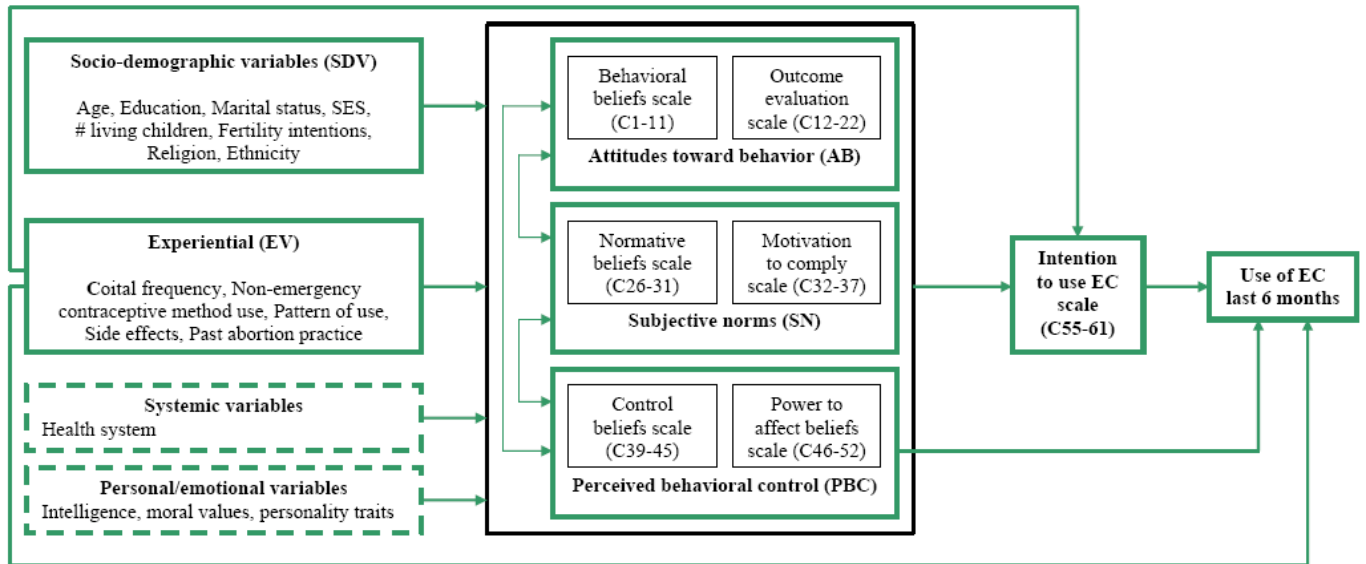 Socio-demographic variables (SDV)
Age, Education, Marital status, SES,
# living children, Fertility intentions,
Religion, Ethnicity
Experiential (EV)
Coital frequency, Non-emergency
contraceptive method use, Pattern of use,
Side effects, Past abortion practice
Systemic variables
Health system
Personal/emotional variables
Intelligence, moral values, personality traits
Behavioral
beliefs scale
(C1-11)
Outcome
evaluation
scale (C12-22)
Attitudes toward behavior (AB)
Normative
beliefs scale
(C26-31)
Motivation
to comply
scale (C32-37)
Subjective norms (SN)
Control
beliefs scale
(C39-45)
Power to
affect beliefs
scale (C46-52)
Perceived behavioral control (PBC)
Intention
to use EC
scale
(C55-61)
Use of EC
last 6 months